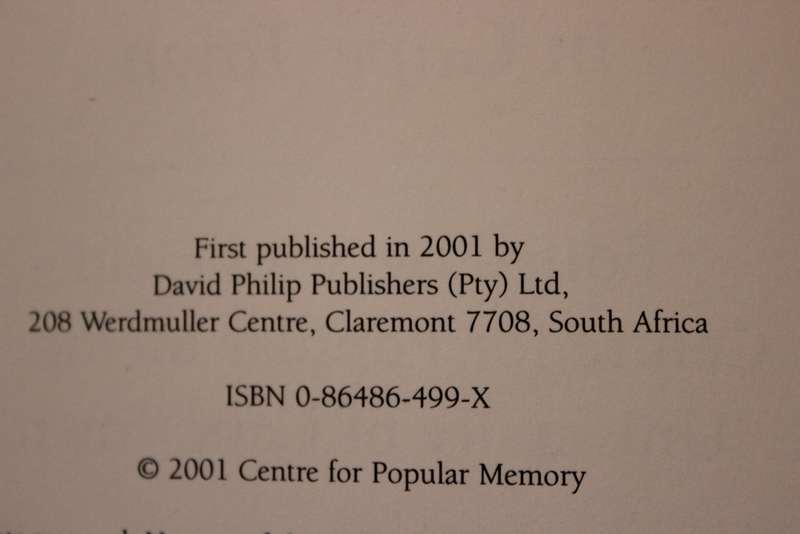 First published in 2001 by
David Philip Publishers (Pty) Ltd,
208 Werdmuller Centre, Claremont 7708, South Africa
ISBN 0-86486-499-X
© 2001 Centre for Popular Memory